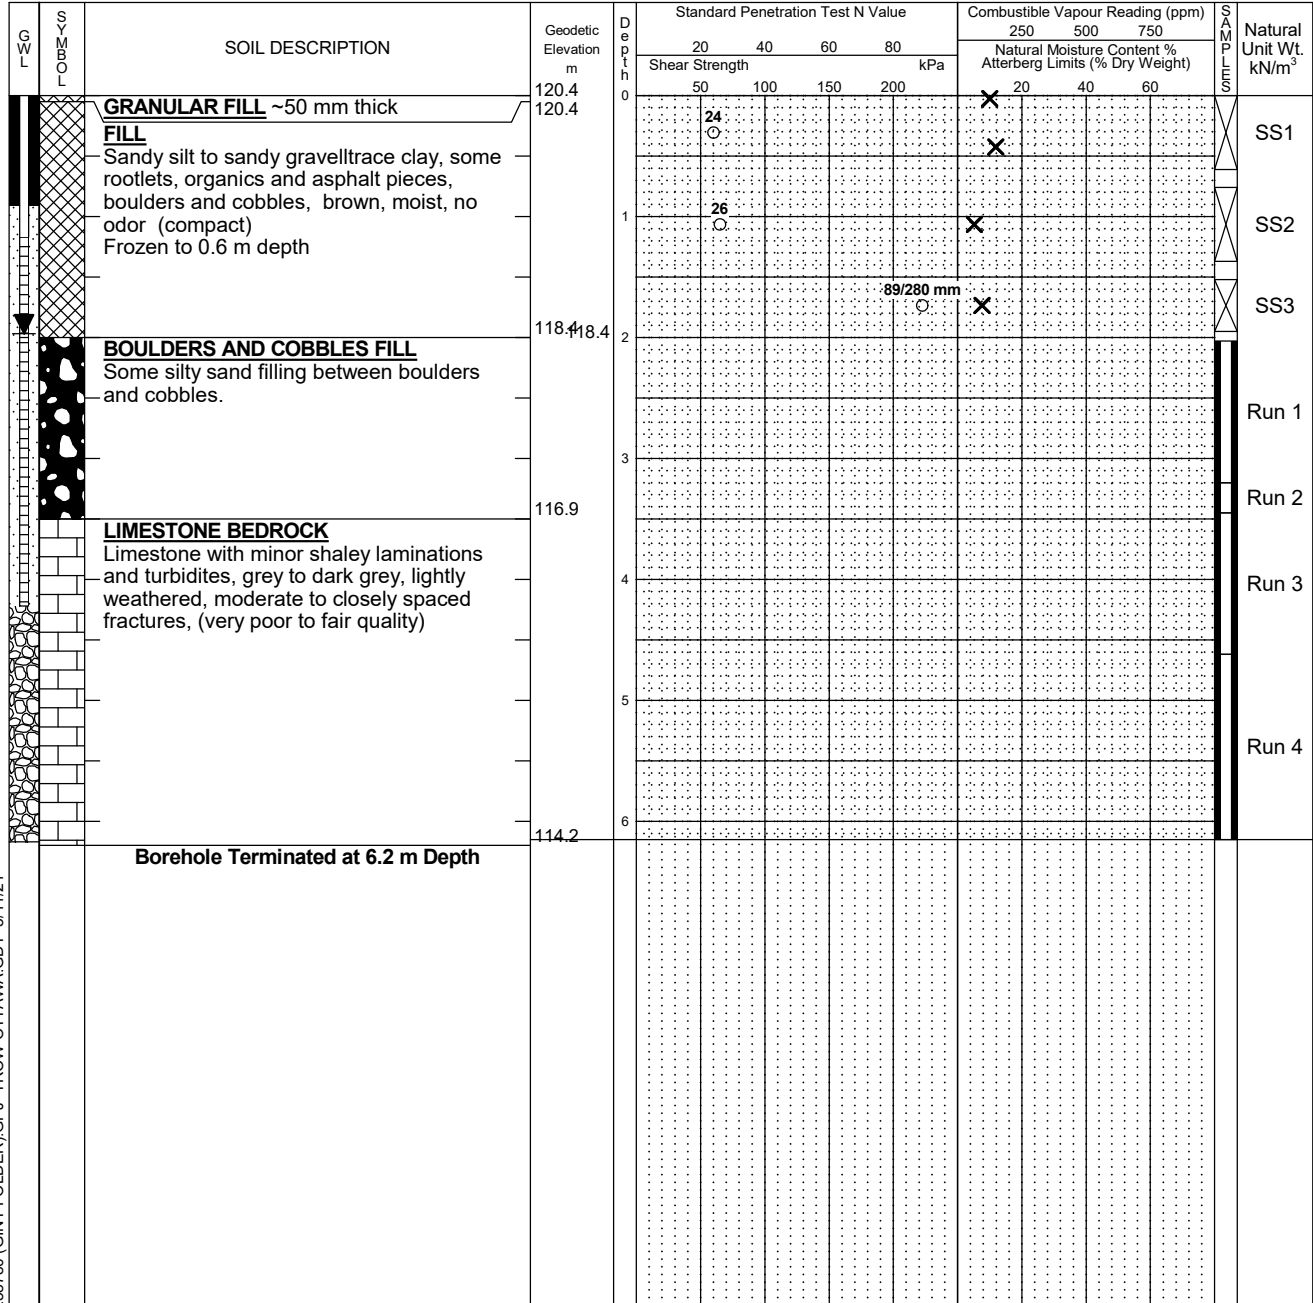 GWL
SYMBOL
SOIL DESCRIPTION
Geodetic
Elevation
m
Depth
Standard Penetration Test N Value
20 40 60 80
Shear Strength kPa
50 100 150 200
Combustible Vapour Reading (ppm)
250 500 750
Natural Moisture Content %
Atterberg Limits (% Dry Weight)
20 40 60
SAMPLES
Natural
Unit Wt.
kN/m³
120.4
0
GRANULAR FILL ~50 mm thick
120.4
FILL
Sandy silt to sandy gravelltrace clay, some
rootlets, organics and asphalt pieces,
boulders and cobbles, brown, moist, no
odor (compact)
Frozen to 0.6 m depth
24
SS1
1
26
SS2
89/280 mm
SS3
118.4
118.4
2
BOULDERS AND COBBLES FILL
Some silty sand filling between boulders
and cobbles.
Run 1
3
Run 2
116.9
LIMESTONE BEDROCK
Limestone with minor shaley laminations
and turbidites, grey to dark grey, lightly
weathered, moderate to closely spaced
fractures, (very poor to fair quality)
4
Run 3
5
Run 4
6
114.2
Borehole Terminated at 6.2 m Depth